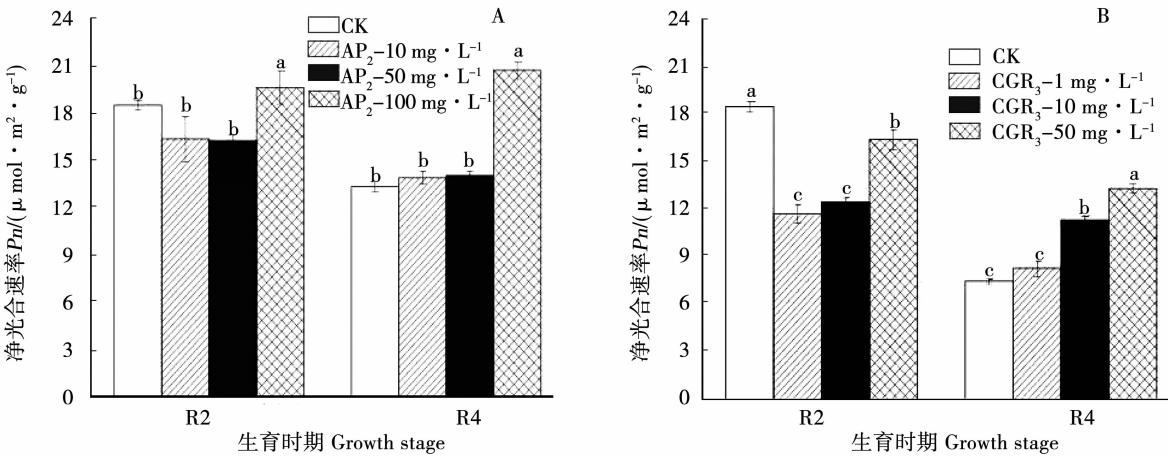 A
24
21
18
15
12
9
6
3
0
净光合速率Pn/(μ mol·m²·g⁻¹)
CK
AP₂-10 mg·L⁻¹
AP₂-50 mg·L⁻¹
AP₂-100 mg·L⁻¹
b
b
b
a
b
b
b
a
R2
R4
生育时期 Growth stage
B
24
21
18
15
12
9
6
3
0
净光合速率Pn/(μ mol·m²·g⁻¹)
CK
CGR₃-1 mg·L⁻¹
CGR₃-10 mg·L⁻¹
CGR₃-50 mg·L⁻¹
a
c
c
b
c
c
b
a
R2
R4
生育时期 Growth stage